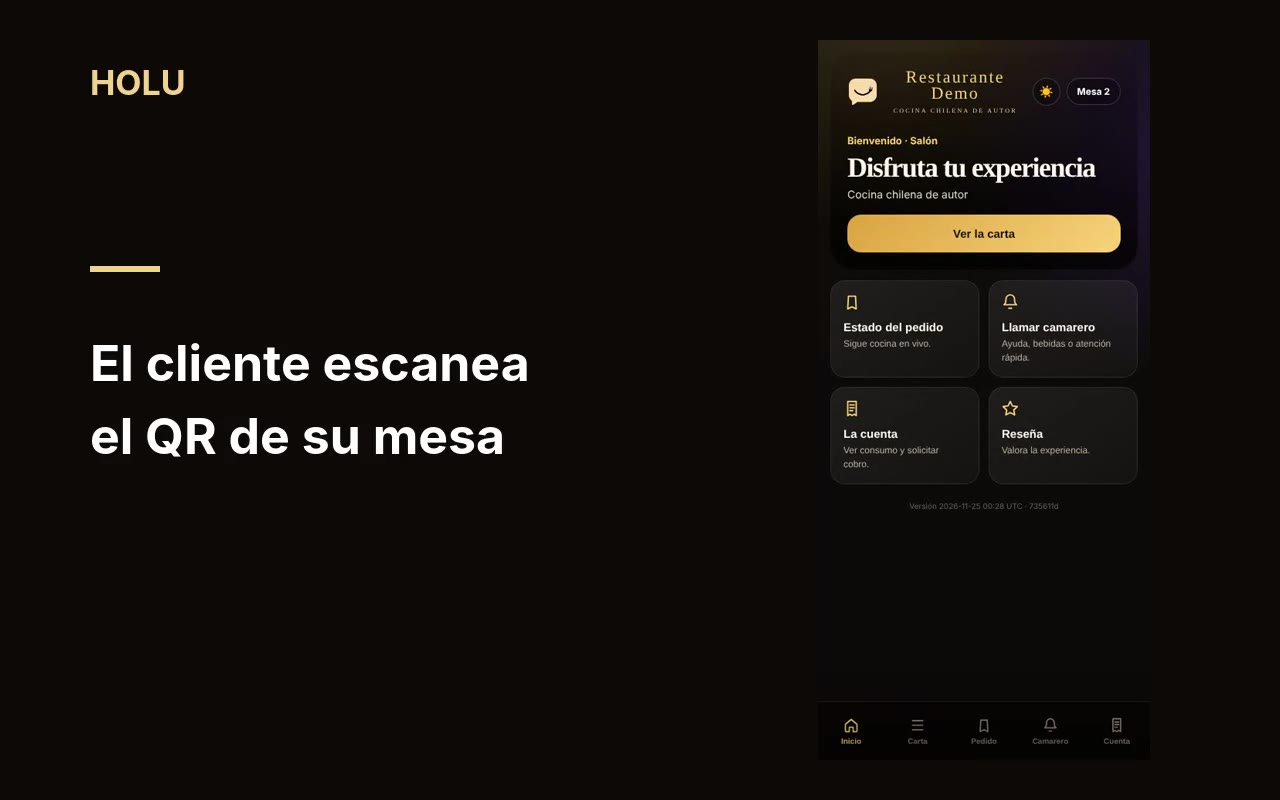 HOLU
El cliente escanea
el QR de su mesa
Restaurante
Demo
COCINA CHILENA DE AUTOR
Mesa 2
Bienvenido · Salón
Disfruta tu experiencia
Cocina chilena de autor
Ver la carta
Estado del pedido
Sigue cocina en vivo.
Llamar camarero
Ayuda, bebidas o atención
rápida.
La cuenta
Ver consumo y solicitar
cobro.
Reseña
Valora la experiencia.
Versión 2026-11-25 00:28 UTC · 735611d
Inicio
Carta
Pedido
Camarero
Cuenta